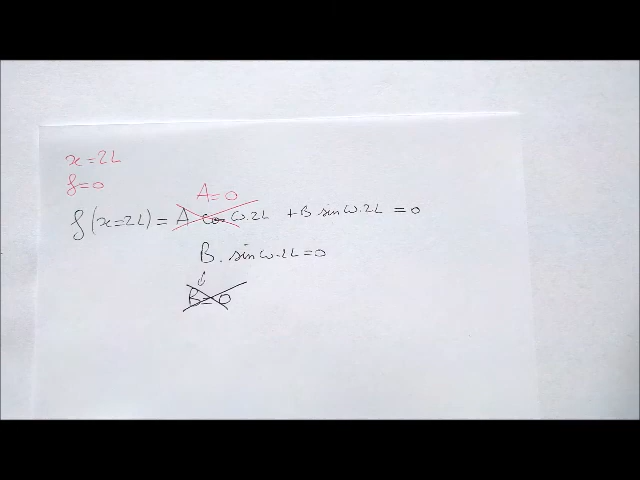 x=2L
f=0
A=0
f(x=2L) = A cos ω.2L + B sin ω.2L = 0
B. sin ω.2L = 0
B=0